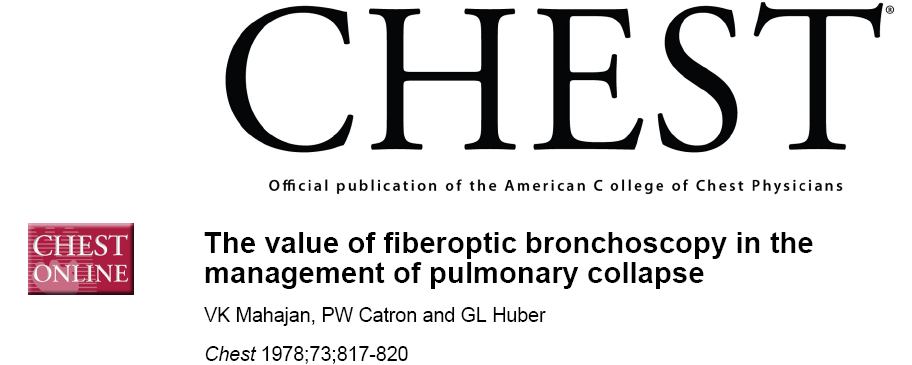 CHEST®
Official publication of the American C ollege of Chest Physicians
CHEST
ONLINE
The value of fiberoptic bronchoscopy in the
management of pulmonary collapse
VK Mahajan, PW Catron and GL Huber
Chest 1978;73;817-820